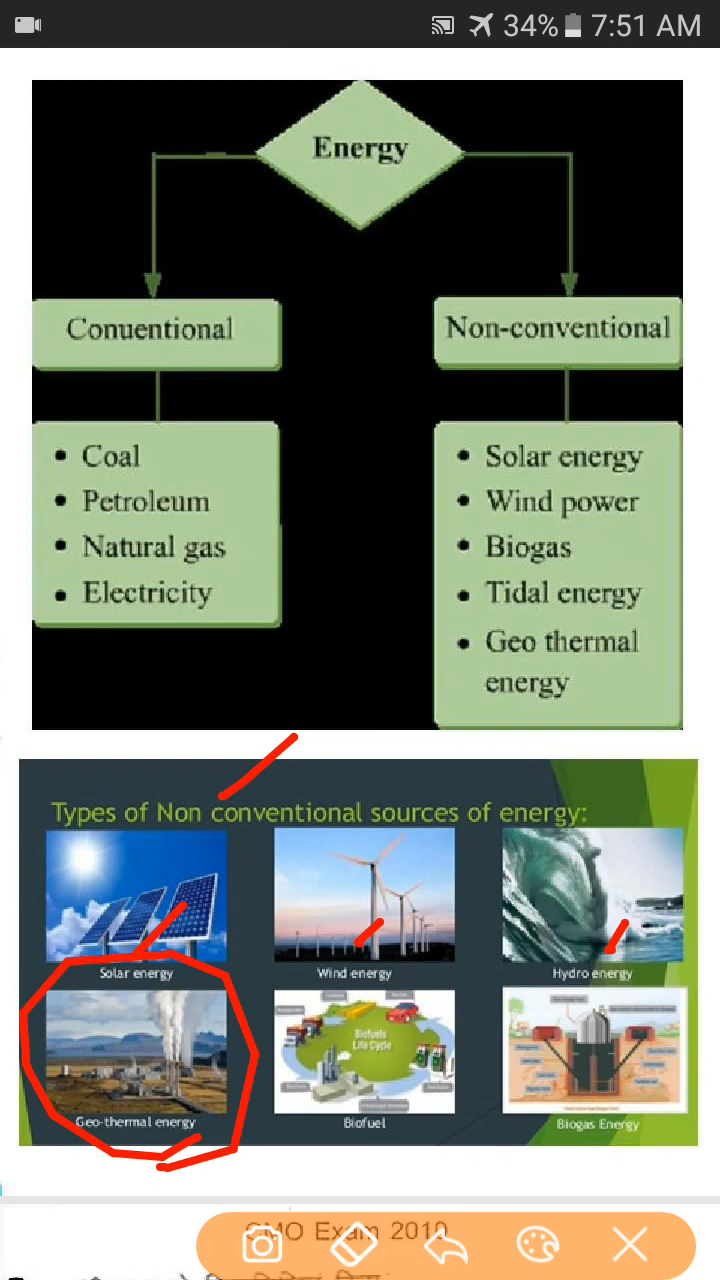 34% 7:51 AM
Energy
Conuentional
Non-conventional
• Coal
• Petroleum
• Natural gas
• Electricity
• Solar energy
• Wind power
• Biogas
• Tidal energy
• Geo thermal
energy
Types of Non conventional sources of energy:
Solar energy
Wind energy
Hydro energy
Biofuels
Life Cycle
Geo-thermal energy
Biofuel
Biogas Energy
Exam